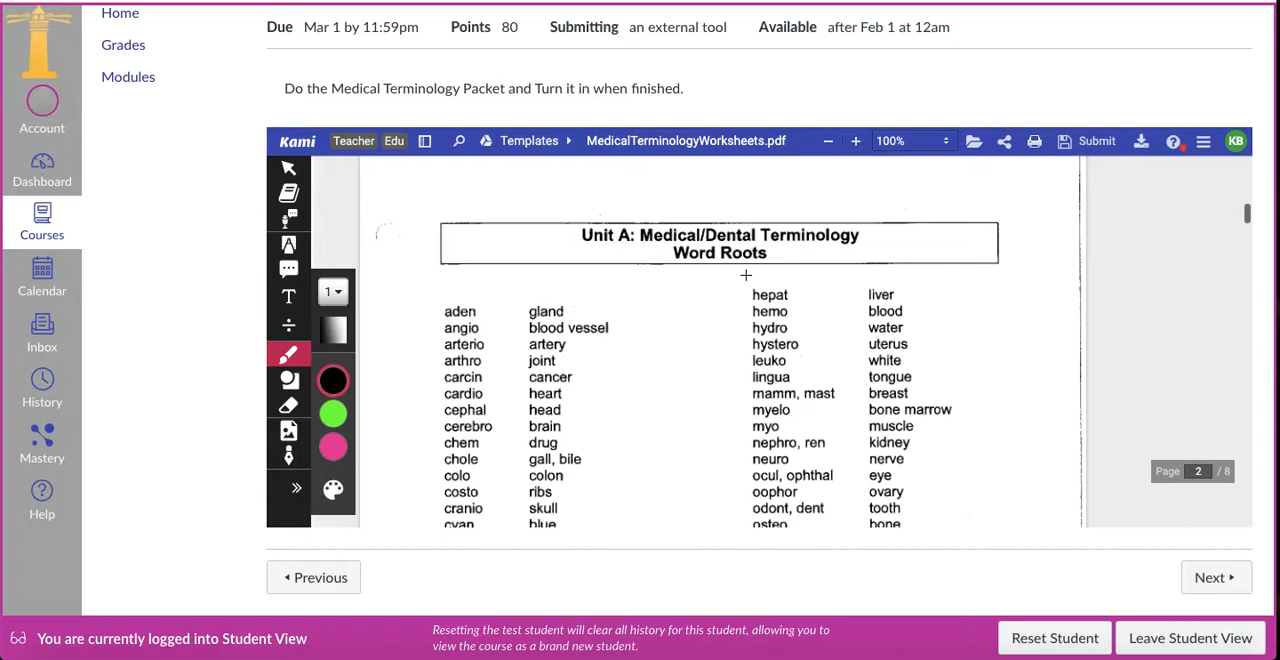 Home
Grades
Modules
Account
Dashboard
Courses
Calendar
Inbox
History
Mastery
Help
Due Mar 1 by 11:59pm Points 80 Submitting an external tool Available after Feb 1 at 12am
Do the Medical Terminology Packet and Turn it in when finished.
Kami Teacher Edu Templates MedicalTerminologyWorksheets.pdf − + 100% Submit ? KB
T
1
Unit A: Medical/Dental Terminology
Word Roots
aden gland
angio blood vessel
arterio artery
arthro joint
carcin cancer
cardio heart
cephal head
cerebro brain
chem drug
chole gall, bile
colo colon
costo ribs
cranio skull
cyan blue
hepat liver
hemo blood
hydro water
hystero uterus
leuko white
lingua tongue
mamm, mast breast
myelo bone marrow
myo muscle
nephro, ren kidney
neuro nerve
ocul, ophthal eye
oophor ovary
odont, dent tooth
osteo bone
Page 2 / 8
Previous
Next
You are currently logged into Student View
Resetting the test student will clear all history for this student, allowing you to
view the course as a brand new student.
Reset Student
Leave Student View